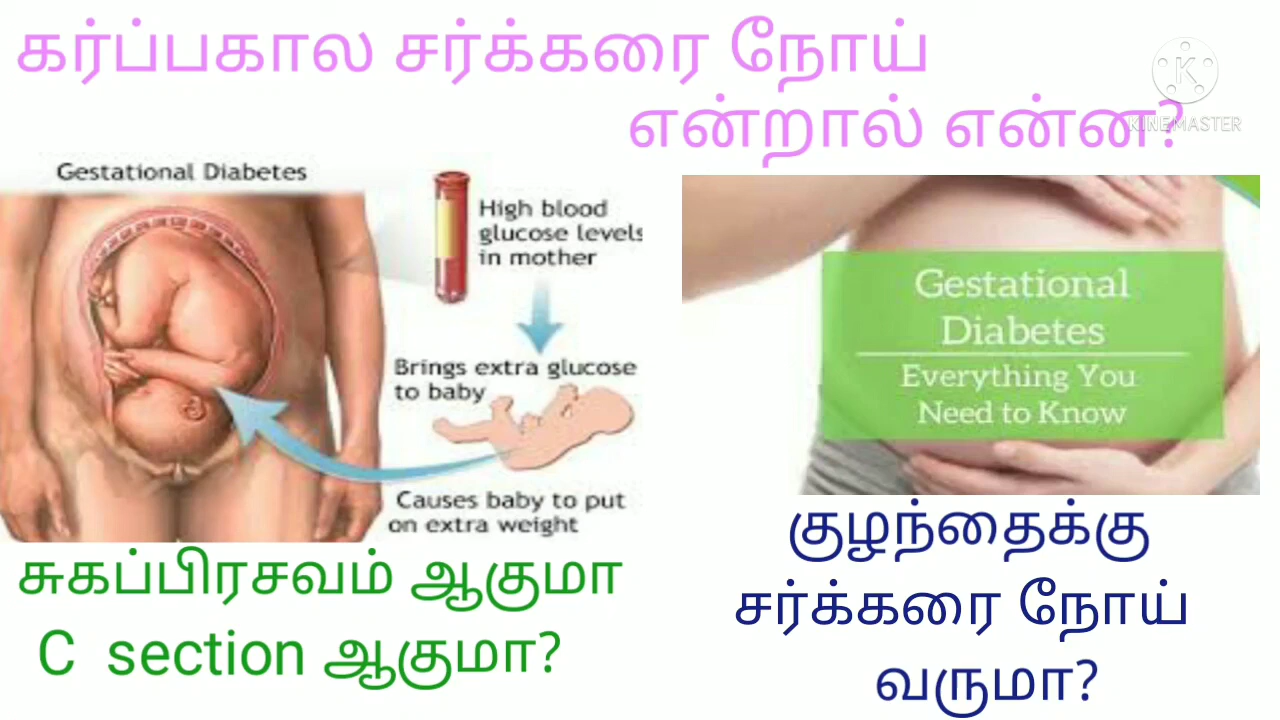 கர்ப்பகால சர்க்கரை நோய்
என்றால் என்ன?
KINEMASTER
Gestational Diabetes
High blood
glucose levels
in mother
Brings extra glucose
to baby
Causes baby to put
on extra weight
Gestational
Diabetes
Everything You
Need to Know
சுகப்பிரசவம் ஆகுமா
C section ஆகுமா?
குழந்தைக்கு
சர்க்கரை நோய்
வருமா?